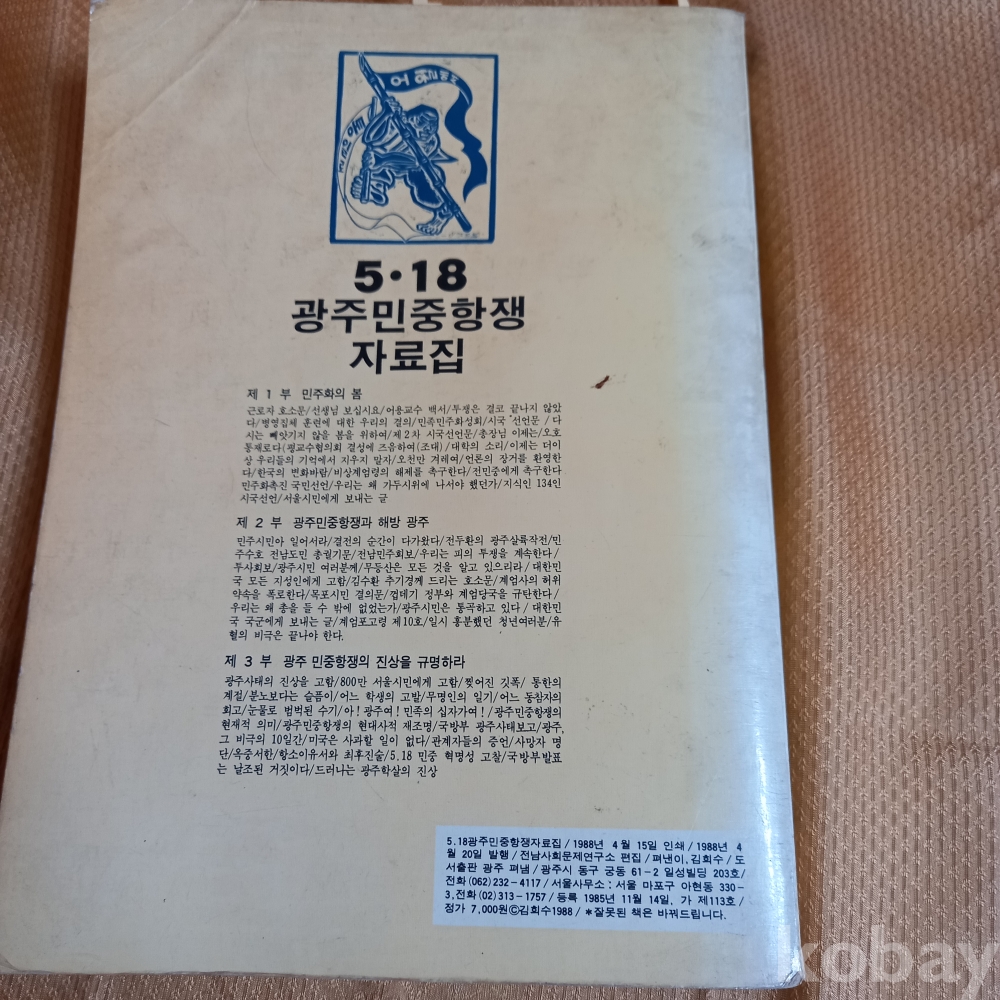 5·18
광주민중항쟁
자료집
제 1 부 민주화의 봄
근로자 호소문/선생님 보십시요/어용교수 백서/투쟁은 결코 끝나지 않았
다/병영집체 훈련에 대한 우리의 결의/민족민주화성회/시국 선언문 / 다
시는 빼앗기지 않을 봄을 위하여/제 2 차 시국선언문/총장님 이제는/오호
통재로다(평교수협의회 결성에 즈음하여(조대) /대학의 소리/이제는 더이
상 우리들의 기억에서 지우지 말자/오천만 겨레여/언론의 장거를 환영한
다/한국의 변화바람/비상계엄령의 해제를 촉구한다/전민중에게 촉구한다
민주화촉진 국민선언/우리는 왜 가두시위에 나서야 했던가/지식인 134인
시국선언/서울시민에게 보내는 글
제 2 부 광주민중항쟁과 해방 광주
민주시민아 일어서라/결전의 순간이 다가왔다/전두환의 광주살륙작전/민
주수호 전남도민 총궐기문/전남민주회보/우리는 피의 투쟁을 계속한다/
투사회보/광주시민 여러분께/무등산은 모든 것을 알고 있으리라/대한민
국 모든 지성인에게 고함/김수환 추기경께 드리는 호소문/계엄사의 허위
약속을 폭로한다/목포시민 결의문/껍데기 정부와 계엄당국을 규탄한다/
우리는 왜 총을 들 수 밖에 없었는가/광주시민은 통곡하고 있다/ 대한민
국 국군에게 보내는 글/계엄포고령 제10호/일시 흥분했던 청년여러분/유
혈의 비극은 끝나야 한다.
제 3 부 광주 민중항쟁의 진상을 규명하라
광주사태의 진상을 고함/800만 서울시민에게 고함/찢어진 깃폭/ 통한의
계절/분노보다는 슬픔이/어느 학생의 고발/무명인의 일기/어느 동참자의
회고/눈물로 범벅된 수기/아! 광주여! 민족의 십자가여!/광주민중항쟁의
현재적 의미/광주민중항쟁의 현대사적 재조명/국방부 광주사태보고/광주,
그 비극의 10일간/미국은 사과할 일이 없다/관계자들의 증언/사망자 명
단/옥중서한/항소이유서와 최후진술/5.18 민중 혁명성 고찰/국방부발표
는 날조된 거짓이다/드러나는 광주학살의 진상
5.18광주민중항쟁자료집 / 1988년 4월 15일 인쇄 / 1988년 4
월 20일 발행 / 전남사회문제연구소 편집 / 펴낸이, 김희수 / 도
서출판 광주 펴냄 / 광주시 동구 궁동 61-2 일성빌딩 203호/
전화 (062)232-4117 / 서울사무소 : 서울 마포구 아현동 330-
3, 전화 (02) 313-1757 / 등록 1985년 11월 14일, 가 제113호 /
정가 7,000원©김희수1988 / *잘못된 책은 바꿔드립니다.
kobay